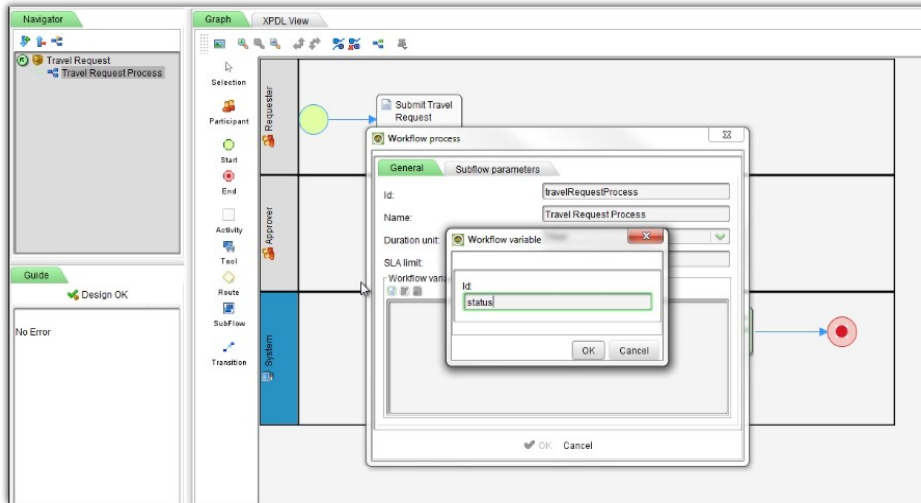 Navigator
Travel Request
Travel Request Process
Guide
Design OK
No Error
Graph
XPDL View
Selection
Participant
Start
End
Activity
Tool
Route
SubFlow
Transition
Requester
Approver
System
Submit Travel
Request
Workflow process
General
Subflow parameters
Id:
travelRequestProcess
Name:
Travel Request Process
Duration unit:
SLA limit:
Workflow varia
Workflow variable
Id:
status
OK
Cancel
OK
Cancel